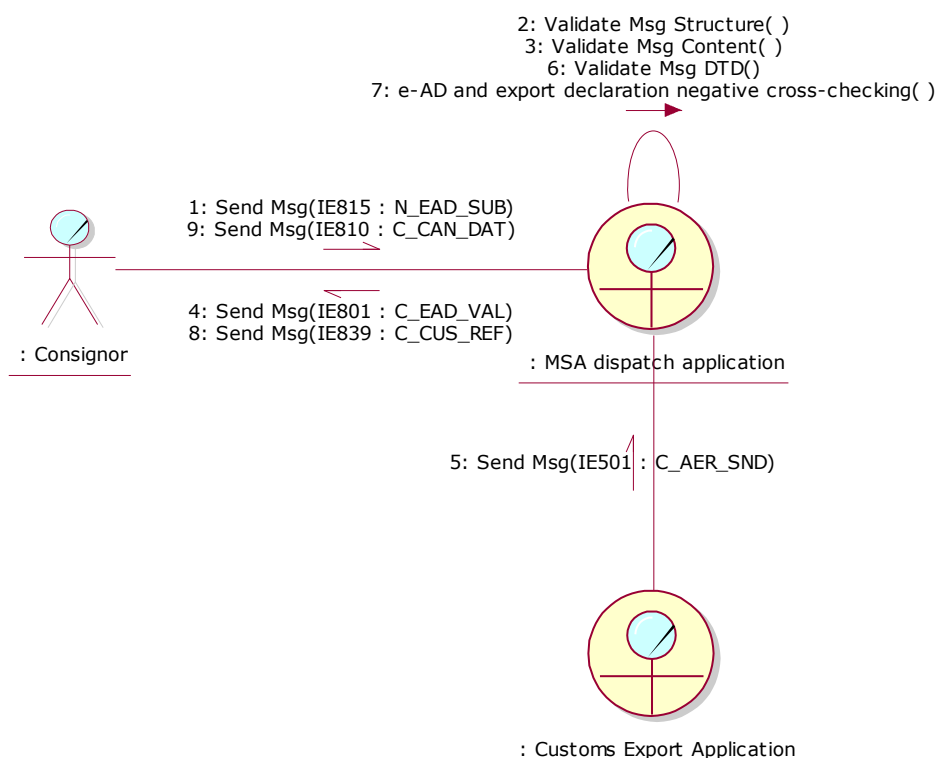 2: Validate Msg Structure( )
3: Validate Msg Content( )
6: Validate Msg DTD()
7: e-AD and export declaration negative cross-checking( )
1: Send Msg(IE815 : N_EAD_SUB)
9: Send Msg(IE810 : C_CAN_DAT)
4: Send Msg(IE801 : C_EAD_VAL)
8: Send Msg(IE839 : C_CUS_REF)
: Consignor
: MSA dispatch application
5: Send Msg(IE501 : C_AER_SND)
: Customs Export Application